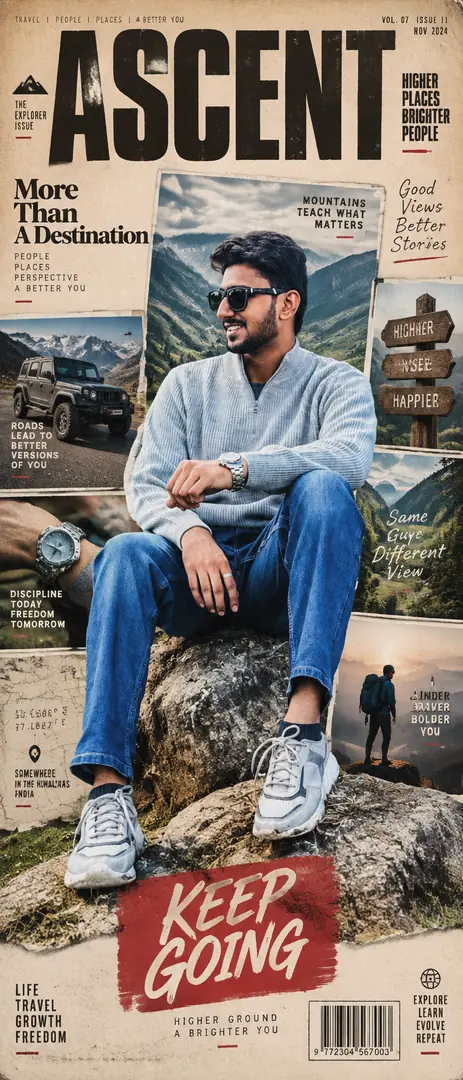 TRAVEL | PEOPLE | PLACES | A BETTER YOU
VOL. 07 ISSUE 11
NOV 2024
ASCENT
THE
EXPLORER
ISSUE
HIGHER
PLACES
BRIGHTER
PEOPLE
More
Than
A Destination
PEOPLE
PLACES
PERSPECTIVE
A BETTER YOU
MOUNTAINS
TEACH WHAT
MATTERS
Good
Views
Better
Stories
HIGHHER
HAPPIER
ROADS
LEAD TO
BETTER
VERSIONS
OF YOU
Same
Guye
Different
View
DISCIPLINE
TODAY
FREEDOM
TOMORROW
BOLDER
YOU
SOMEWHERE
IN THE HIMALAYAS
INDIA
KEEP
GOING
LIFE
TRAVEL
GROWTH
FREEDOM
HIGHER GROUND
A BRIGHTER YOU
9 772304 567003
EXPLORE
LEARN
EVOLVE
REPEAT